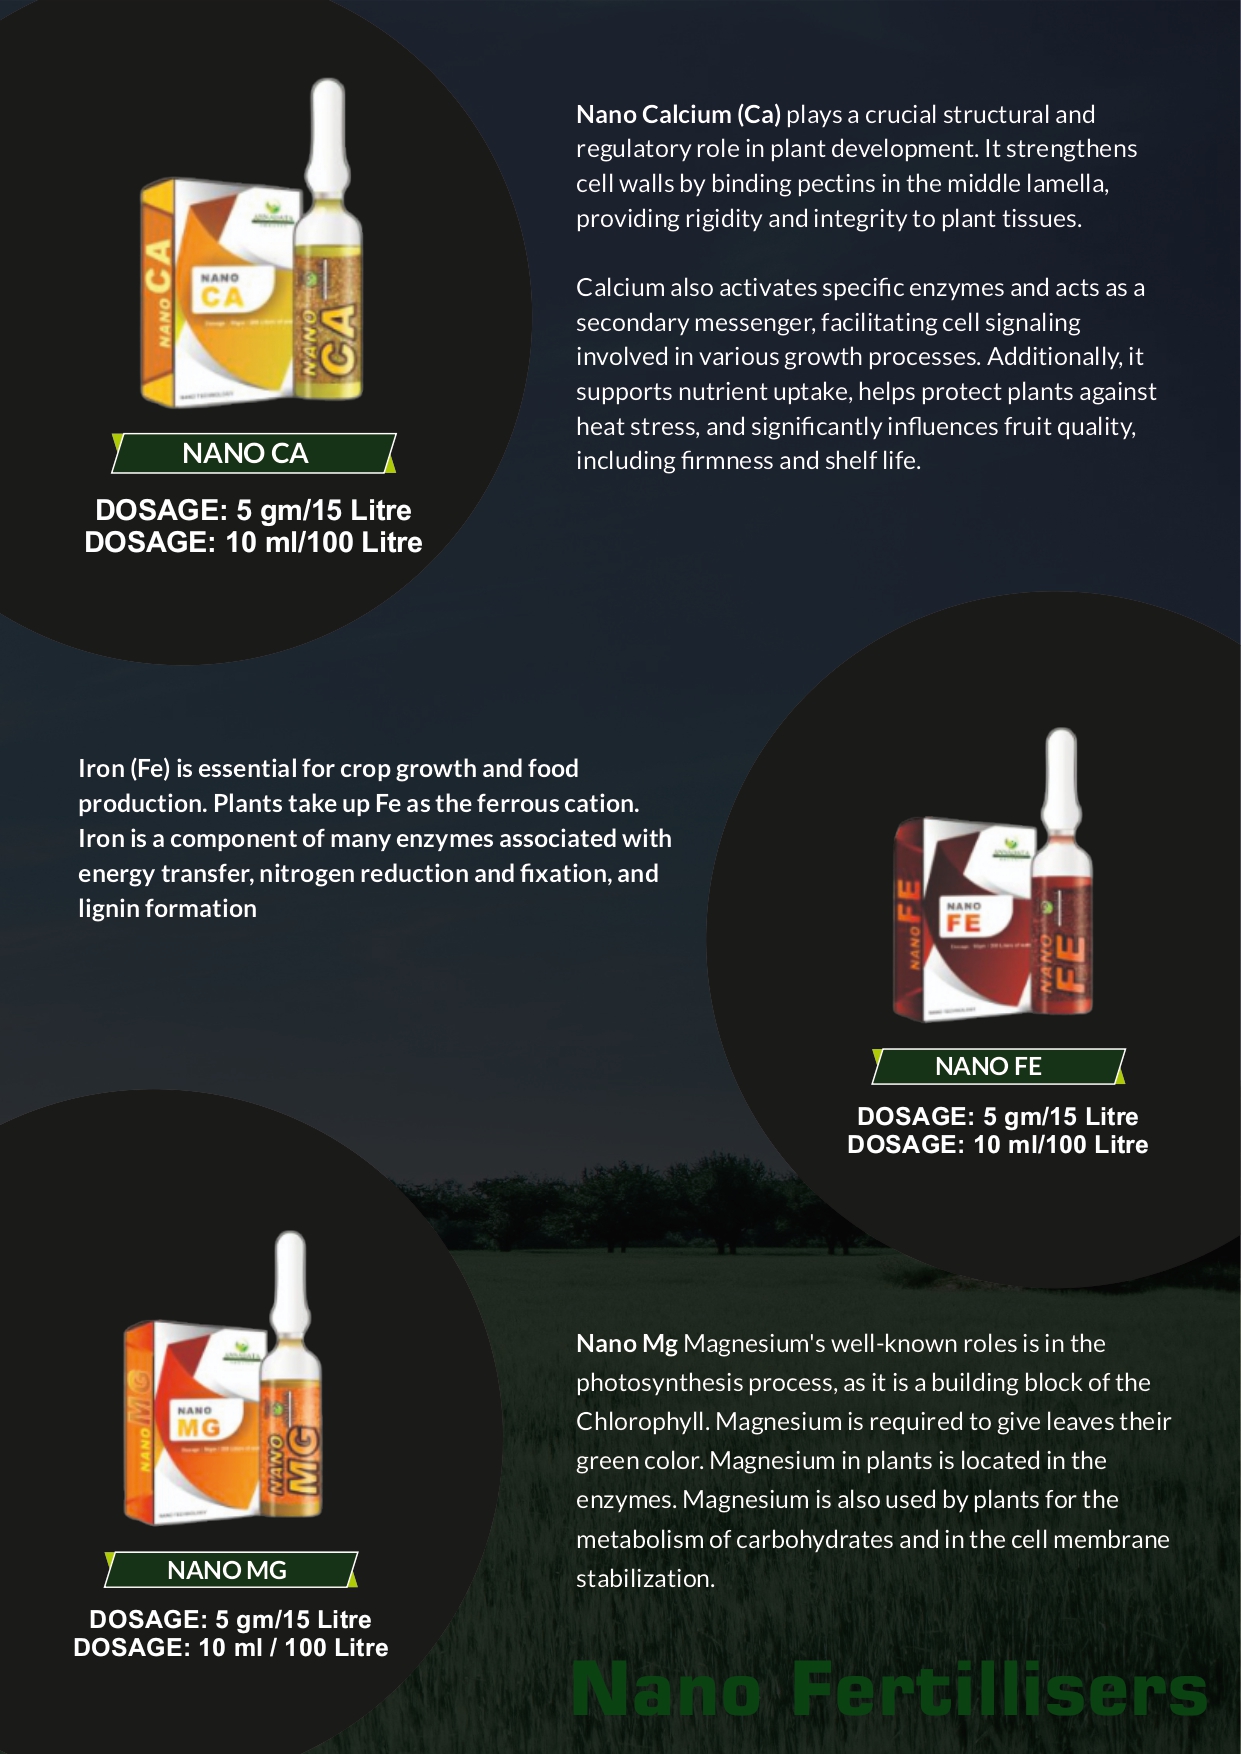 Nano Calcium (Ca) plays a crucial structural and
regulatory role in plant development. It strengthens
cell walls by binding pectins in the middle lamella,
providing rigidity and integrity to plant tissues.
Calcium also activates specific enzymes and acts as a
secondary messenger, facilitating cell signaling
involved in various growth processes. Additionally, it
supports nutrient uptake, helps protect plants against
heat stress, and significantly influences fruit quality,
including firmness and shelf life.
NANO CA
NANO
CA
NANO CA
NANO TECHNOLOGY
NANO CA
DOSAGE: 5 gm/15 Litre
DOSAGE: 10 ml/100 Litre
Iron (Fe) is essential for crop growth and food
production. Plants take up Fe as the ferrous cation.
Iron is a component of many enzymes associated with
energy transfer, nitrogen reduction and fixation, and
lignin formation
NANO FE
NANO
FE
NANO FE
NANO TECHNOLOGY
NANO FE
DOSAGE: 5 gm/15 Litre
DOSAGE: 10 ml/100 Litre
NANO MG
NANO
MG
NANO MG
NANO TECHNOLOGY
NANO MG
DOSAGE: 5 gm/15 Litre
DOSAGE: 10 ml / 100 Litre
Nano Mg Magnesium's well-known roles is in the
photosynthesis process, as it is a building block of the
Chlorophyll. Magnesium is required to give leaves their
green color. Magnesium in plants is located in the
enzymes. Magnesium is also used by plants for the
metabolism of carbohydrates and in the cell membrane
stabilization.
Nano Fertillisers